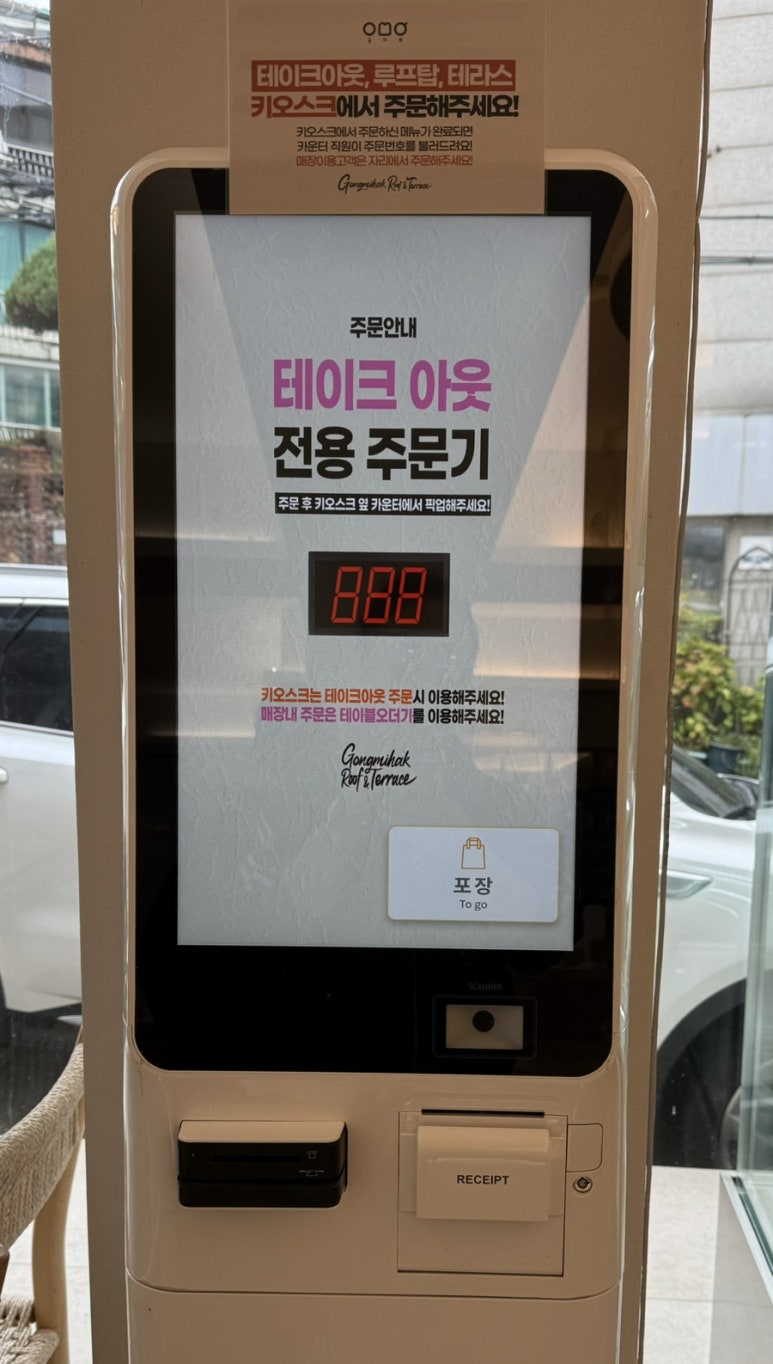 테이크아웃, 루프탑, 테라스
키오스크에서 주문해주세요!
키오스크에서 주문하신 메뉴가 완료되면
카운터 직원이 주문번호를 불러드려요!
매장이용고객은 자리에서 주문해주세요!
Gongmihak Roof & Terrace
주문안내
테이크 아웃
전용 주문기
주문 후 키오스크 옆 카운터에서 픽업해주세요!
888
키오스크는 테이크아웃 주문시 이용해주세요!
매장내 주문은 테이블오더기를 이용해주세요!
Gongmihak
Roof & Terrace
포장
To go
SCANNER
RECEIPT